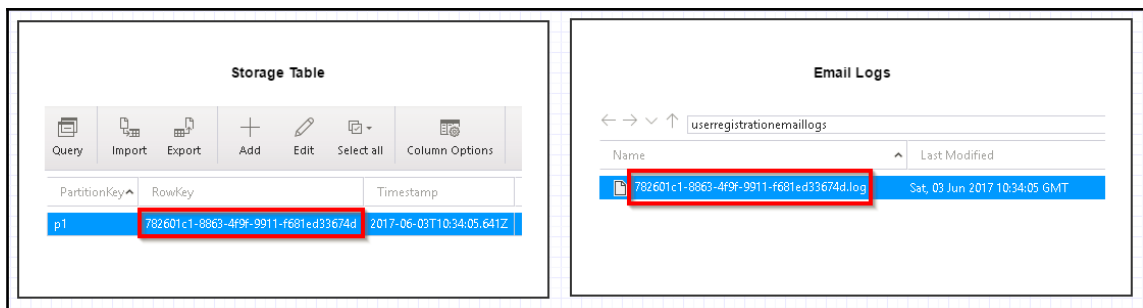 Storage Table
Query Import Export Add Edit Select all Column Options
PartitionKey RowKey Timestamp
p1 782601c1-8863-4f9f-9911-f681ed33674d 2017-06-03T10:34:05.641Z
Email Logs
userregistrationemaillogs
Name Last Modified
782601c1-8863-4f9f-9911-f681ed33674d.log Sat, 03 Jun 2017 10:34:05 GMT